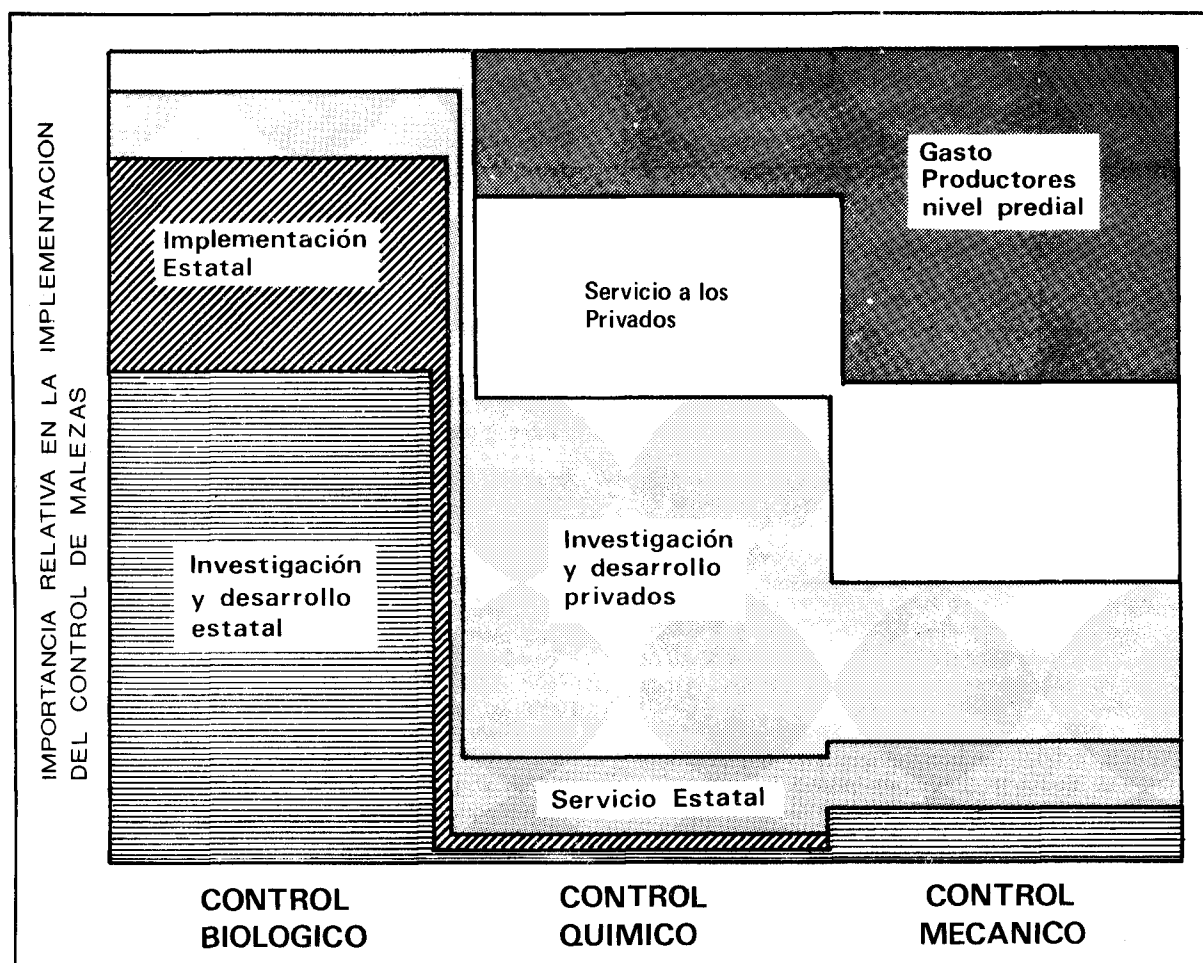 IMPORTANCIA RELATIVA EN LA IMPLEMENTACION
DEL CONTROL DE MALEZAS
Implementación
Estatal
Investigación
y desarrollo
estatal
Gasto
Productores
nivel predial
Servicio a los
Privados
Investigación
y desarrollo
privados
Servicio Estatal
CONTROL
BIOLOGICO
CONTROL
QUIMICO
CONTROL
MECANICO